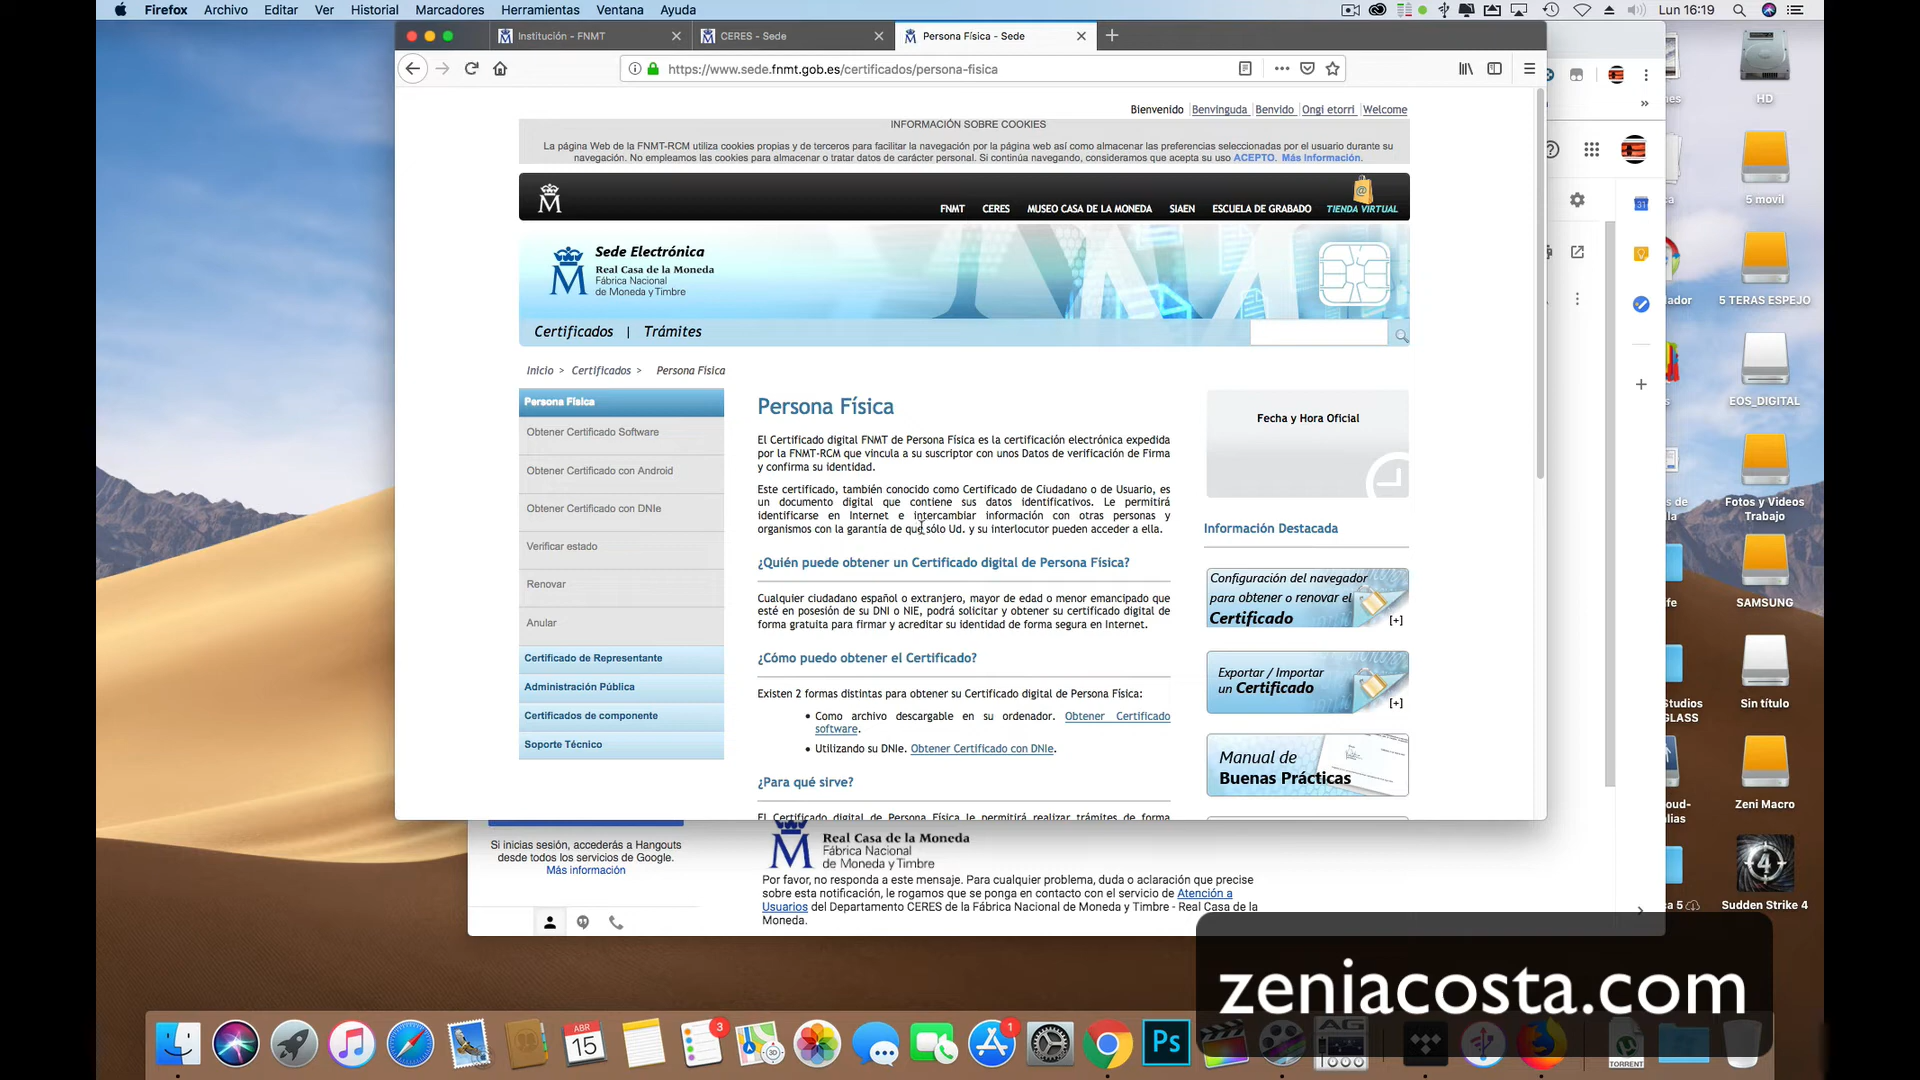 Firefox Archivo Editar Ver Historial Marcadores Herramientas Ventana Ayuda
Lun 16:19
Institución - FNMT
CERES - Sede
Persona Física - Sede
https://www.sede.fnmt.gob.es/certificados/persona-fisica
Bienvenido Benvinguda Benvido Ongi etorri Welcome
INFORMACIÓN SOBRE COOKIES
La página Web de la FNMT-RCM utiliza cookies propias y de terceros para facilitar la navegación por la página web así como almacenar las preferencias seleccionadas por el usuario durante su
navegación. No empleamos las cookies para almacenar o tratar datos de carácter personal. Si continúa navegando, consideramos que acepta su uso ACEPTO. Más Información.
FNMT CERES MUSEO CASA DE LA MONEDA SIAEN ESCUELA DE GRABADO TIENDA VIRTUAL
Sede Electrónica
Real Casa de la Moneda
Fábrica Nacional
de Moneda y Timbre
Certificados | Trámites
Inicio > Certificados > Persona Física
Persona Física
Obtener Certificado Software
Obtener Certificado con Android
Obtener Certificado con DNIe
Verificar estado
Renovar
Anular
Certificado de Representante
Administración Pública
Certificados de componente
Soporte Técnico
Persona Física
El Certificado digital FNMT de Persona Física es la certificación electrónica expedida
por la FNMT-RCM que vincula a su suscriptor con unos Datos de verificación de Firma
y confirma su identidad.
Este certificado, también conocido como Certificado de Ciudadano o de Usuario, es
un documento digital que contiene sus datos identificativos. Le permitirá
identificarse en Internet e intercambiar información con otras personas y
organismos con la garantía de que sólo Ud. y su interlocutor pueden acceder a ella.
¿Quién puede obtener un Certificado digital de Persona Física?
Cualquier ciudadano español o extranjero, mayor de edad o menor emancipado que
esté en posesión de su DNI o NIE, podrá solicitar y obtener su certificado digital de
forma gratuita para firmar y acreditar su identidad de forma segura en Internet.
¿Cómo puedo obtener el Certificado?
Existen 2 formas distintas para obtener su Certificado digital de Persona Física:
• Como archivo descargable en su ordenador. Obtener Certificado
software.
• Utilizando su DNIe. Obtener Certificado con DNIe.
¿Para qué sirve?
El Certificado digital de Persona Física le permitirá realizar trámites de forma
Fecha y Hora Oficial
Información Destacada
Configuración del navegador
para obtener o renovar el
Certificado
[+]
Exportar / Importar
un Certificado
[+]
Manual de
Buenas Prácticas
Si inicias sesión, accederás a Hangouts
desde todos los servicios de Google.
Más información
Real Casa de la Moneda
Fábrica Nacional
de Moneda y Timbre
Por favor, no responda a este mensaje. Para cualquier problema, duda o aclaración que precise
sobre esta notificación, le rogamos que se ponga en contacto con el servicio de Atención a
Usuarios del Departamento CERES de la Fábrica Nacional de Moneda y Timbre - Real Casa de la
Moneda.
HD
5 movil
5 TERAS ESPEJO
EOS_DIGITAL
Fotos y Videos
Trabajo
SAMSUNG
Sin título
Zeni Macro
Sudden Strike 4
31
zeniacosta.com
ABR
15
3
3D
1
Ps
TORRENT